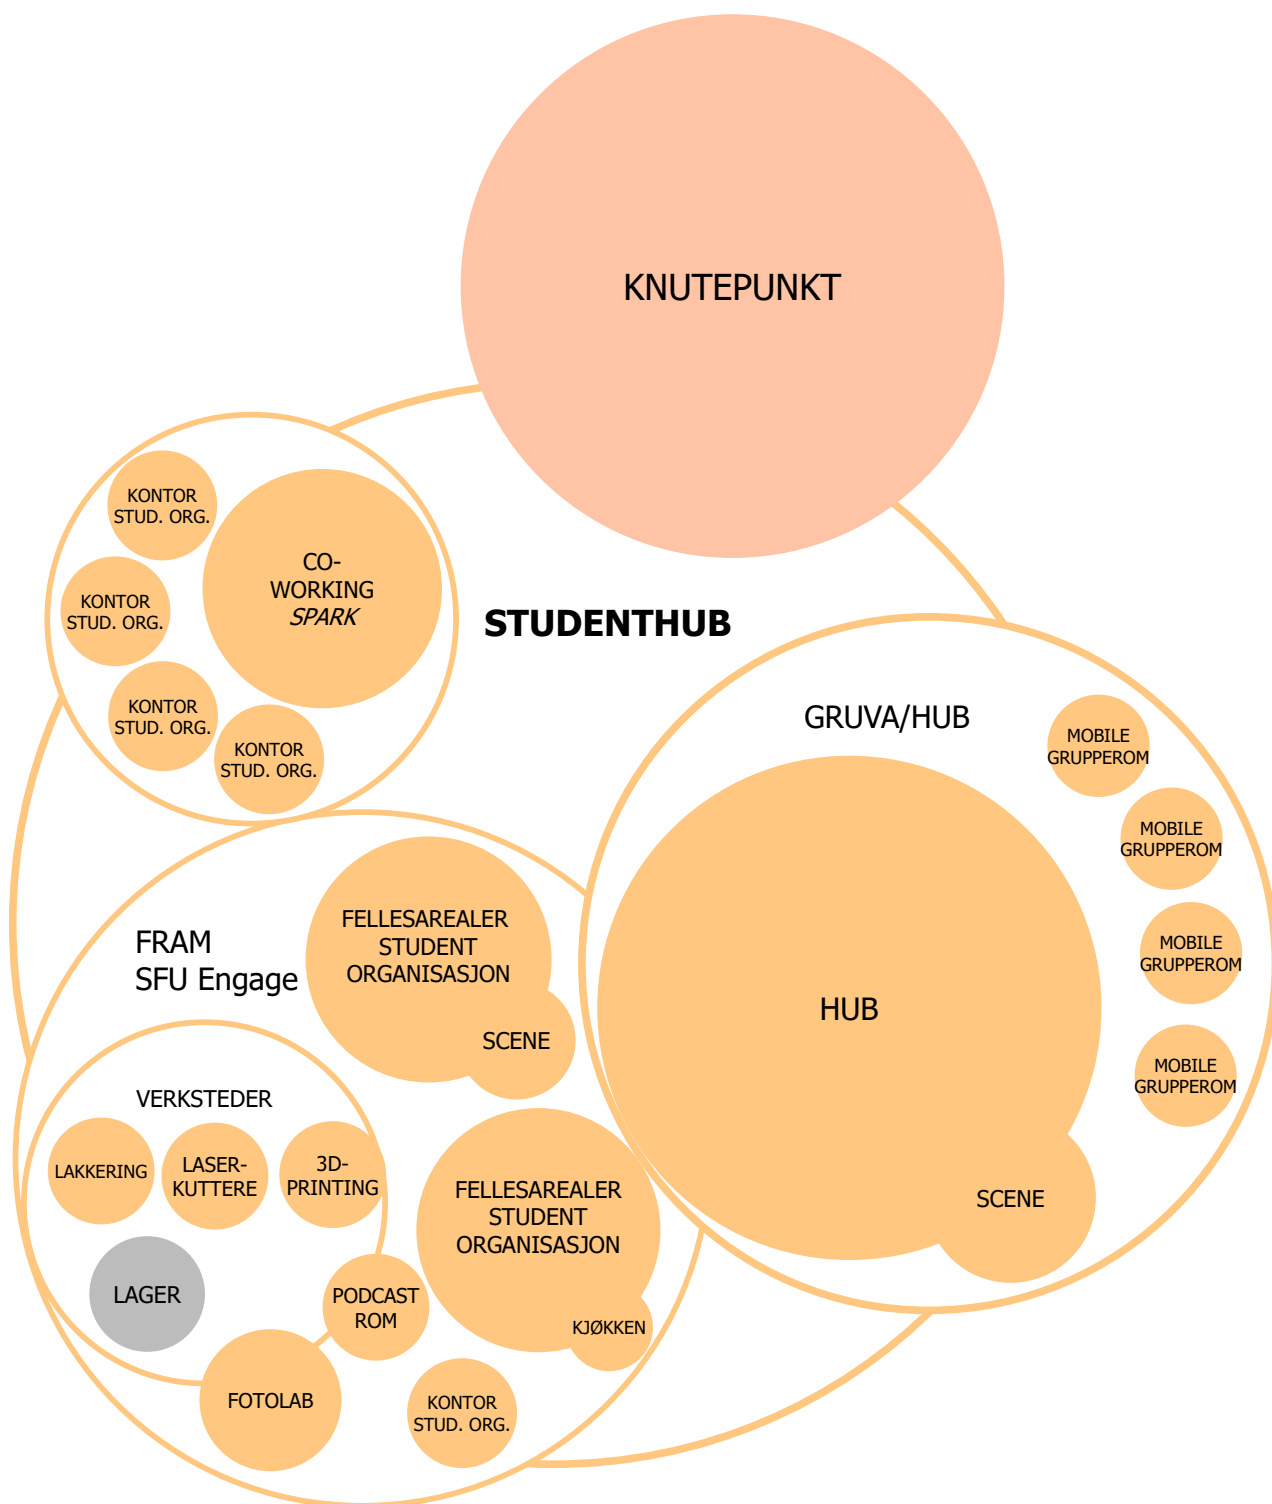 KNUTEPUNKT
KONTOR
STUD. ORG.
CO-
WORKING
SPARK
KONTOR
STUD. ORG.
STUDENTHUB
KONTOR
STUD. ORG.
KONTOR
STUD. ORG.
GRUVA/HUB
MOBILE
GRUPPEROM
MOBILE
GRUPPEROM
MOBILE
GRUPPEROM
MOBILE
GRUPPEROM
HUB
SCENE
FRAM
SFU Engage
FELLESAREALER
STUDENT
ORGANISASJON
SCENE
VERKSTEDER
LAKKERING
LASER-
KUTTERE
3D-
PRINTING
FELLESAREALER
STUDENT
ORGANISASJON
LAGER
PODCAST
ROM
KJØKKEN
FOTOLAB
KONTOR
STUD. ORG.